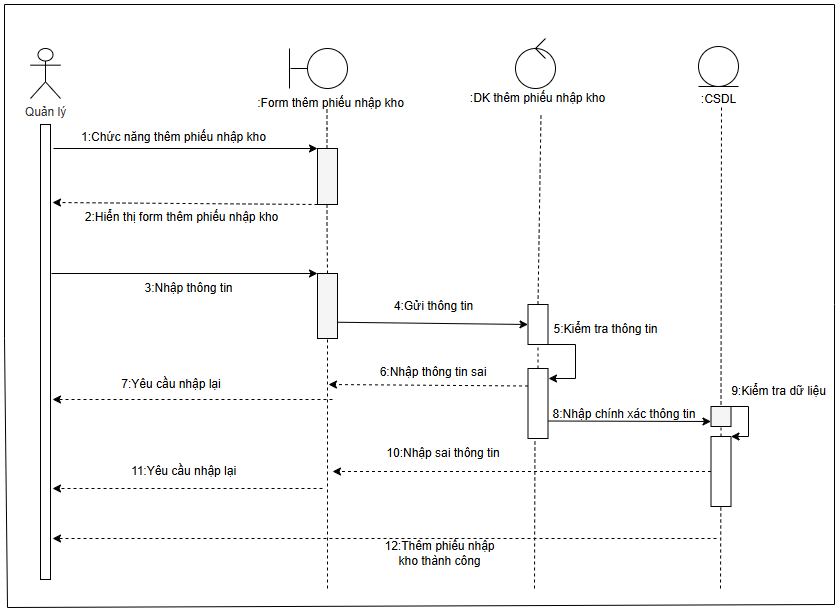 Quản lý
:Form thêm phiếu nhập kho
:DK thêm phiếu nhập kho
:CSDL
1:Chức năng thêm phiếu nhập kho
2:Hiển thị form thêm phiếu nhập kho
3:Nhập thông tin
4:Gửi thông tin
5:Kiểm tra thông tin
6:Nhập thông tin sai
7:Yêu cầu nhập lại
8:Nhập chính xác thông tin
9:Kiểm tra dữ liệu
10:Nhập sai thông tin
11:Yêu cầu nhập lại
12:Thêm phiếu nhập
kho thành công